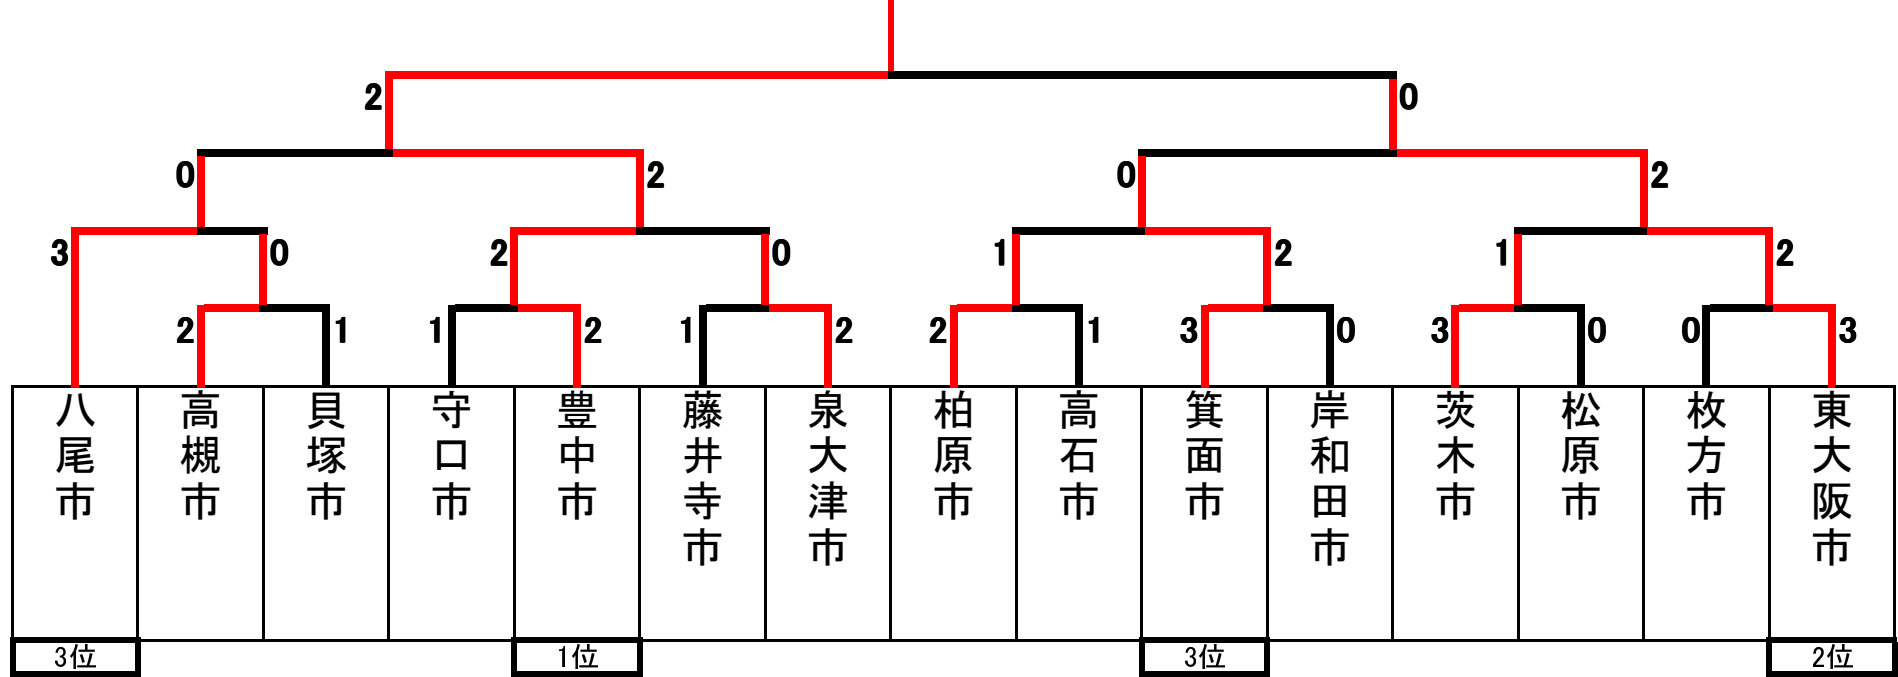 2
0
0
2
0
2
3
0
2
0
1
2
1
2
2
1
1
2
1
2
2
1
3
0
3
0
0
3
八尾市
高槻市
貝塚市
守口市
豊中市
藤井寺市
泉大津市
柏原市
高石市
箕面市
岸和田市
茨木市
松原市
枚方市
東大阪市
3位
1位
3位
2位